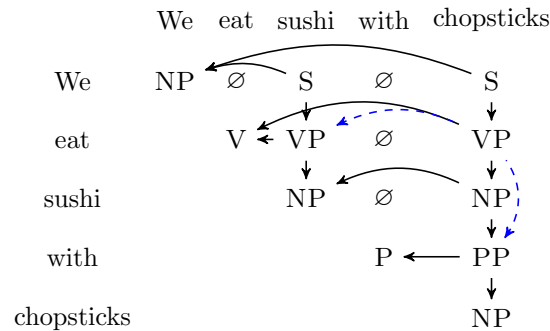 We eat sushi with chopsticks
We NP ∅ S ∅ S
eat V VP ∅ VP
sushi NP ∅ NP
with P PP
chopsticks NP